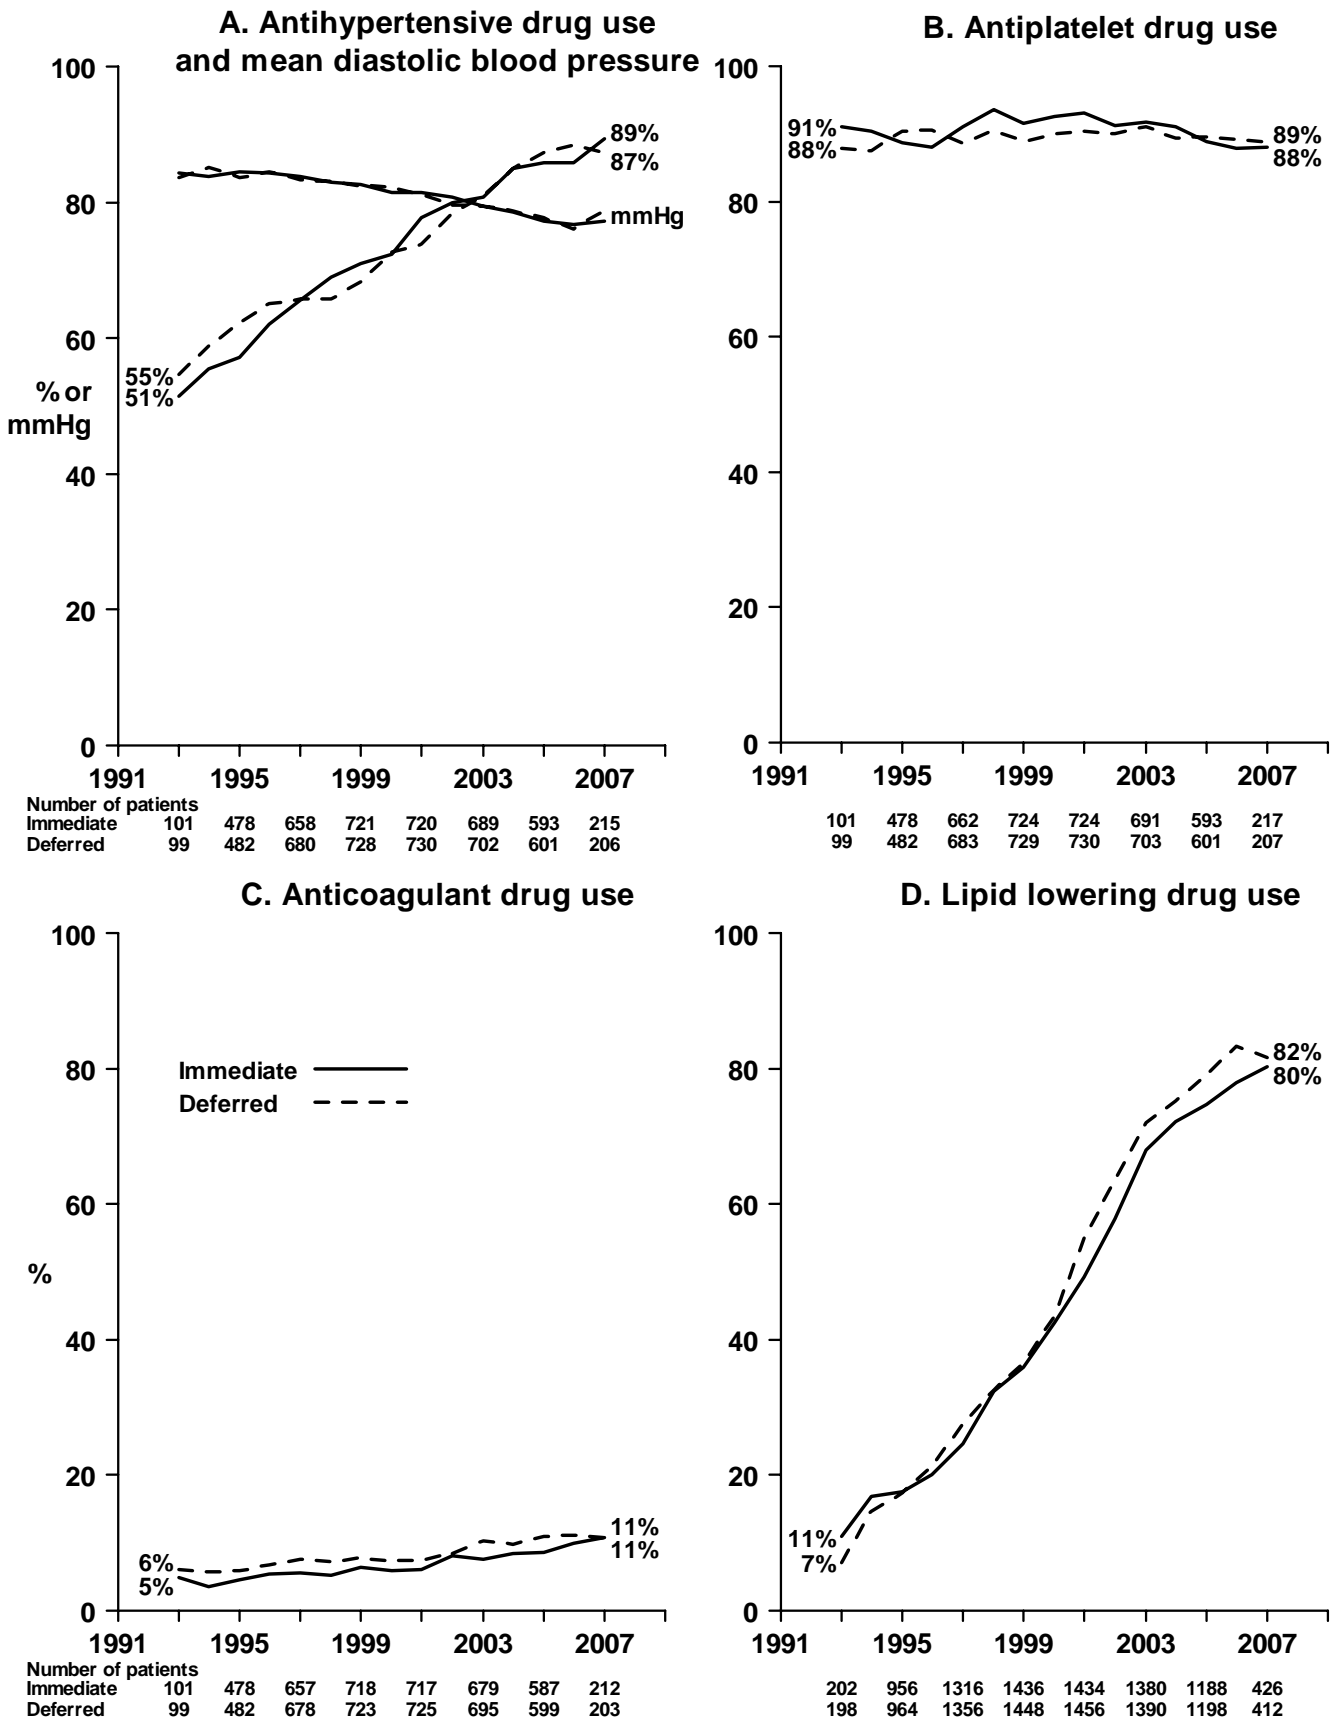 A. Antihypertensive drug use
and mean diastolic blood pressure
100
80
60
40
20
0
% or
mmHg
55%
51%
89%
87%
mmHg
1991 1995 1999 2003 2007
Number of patients
Immediate 101 478 658 721 720 689 593 215
Deferred 99 482 680 728 730 702 601 206
B. Antiplatelet drug use
100
80
60
40
20
0
91%
88%
89%
88%
1991 1995 1999 2003 2007
101 478 662 724 724 691 593 217
99 482 683 729 730 703 601 207
C. Anticoagulant drug use
100
80
60
40
20
0
%
Immediate
Deferred
6%
5%
11%
11%
1991 1995 1999 2003 2007
Number of patients
Immediate 101 478 657 718 717 679 587 212
Deferred 99 482 678 723 725 695 599 203
D. Lipid lowering drug use
100
80
60
40
20
0
11%
7%
82%
80%
1991 1995 1999 2003 2007
202 956 1316 1436 1434 1380 1188 426
198 964 1356 1448 1456 1390 1198 412